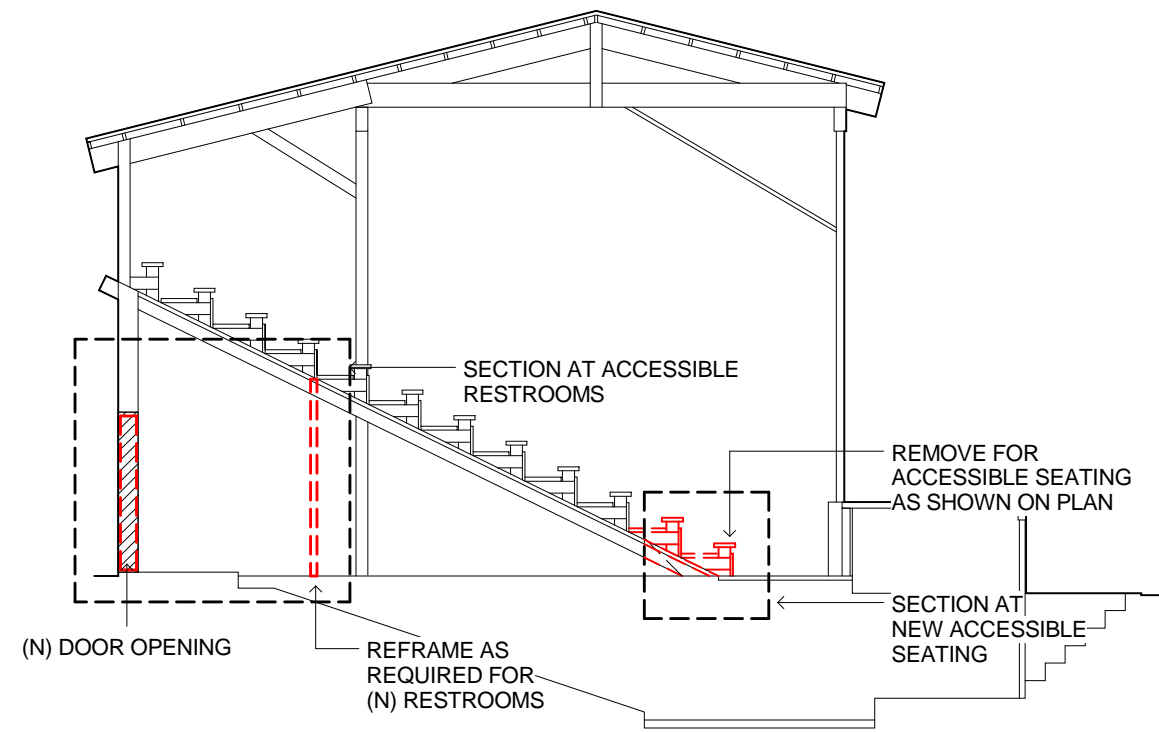 SECTION AT ACCESSIBLE
RESTROOMS
REMOVE FOR
ACCESSIBLE SEATING
AS SHOWN ON PLAN
SECTION AT
NEW ACCESSIBLE
SEATING
(N) DOOR OPENING
REFRAME AS
REQUIRED FOR
(N) RESTROOMS